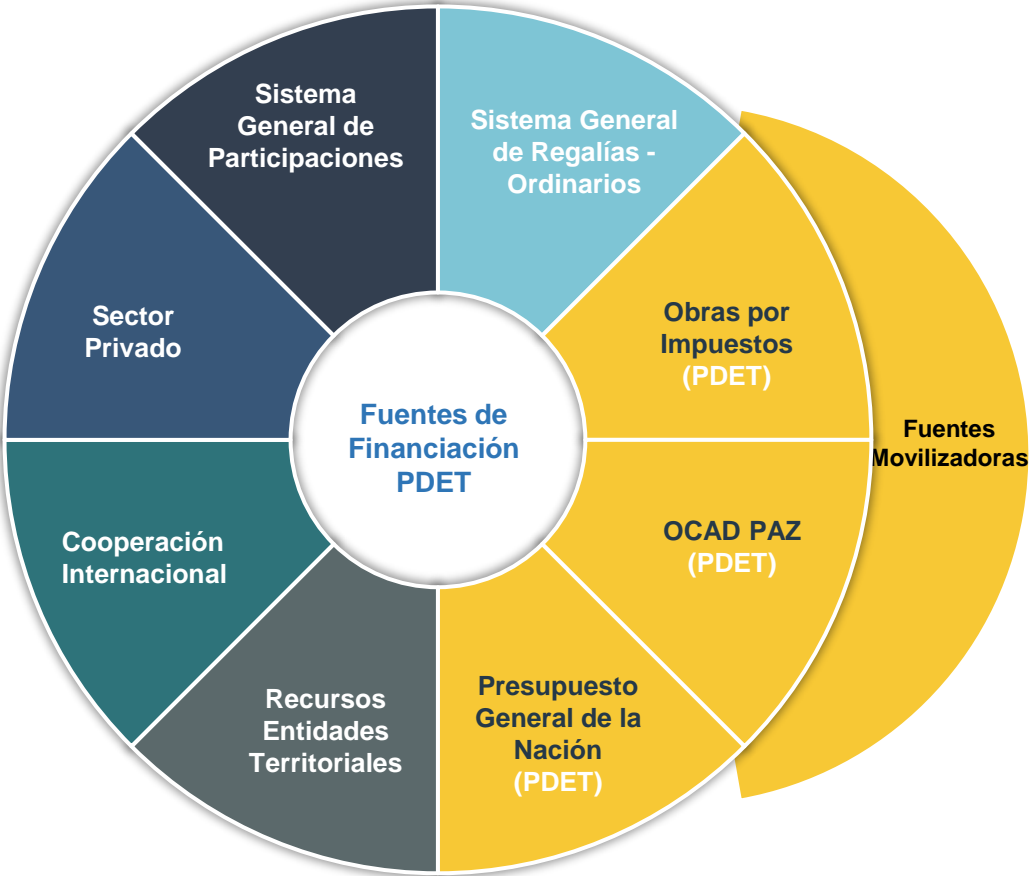 Sistema
General de
Participaciones
Sistema General
de Regalías -
Ordinarios
Sector
Privado
Obras por
Impuestos
(PDET)
Fuentes de
Financiación
PDET
Fuentes
Movilizadoras
Cooperación
Internacional
OCAD PAZ
(PDET)
Recursos
Entidades
Territoriales
Presupuesto
General de la
Nación
(PDET)